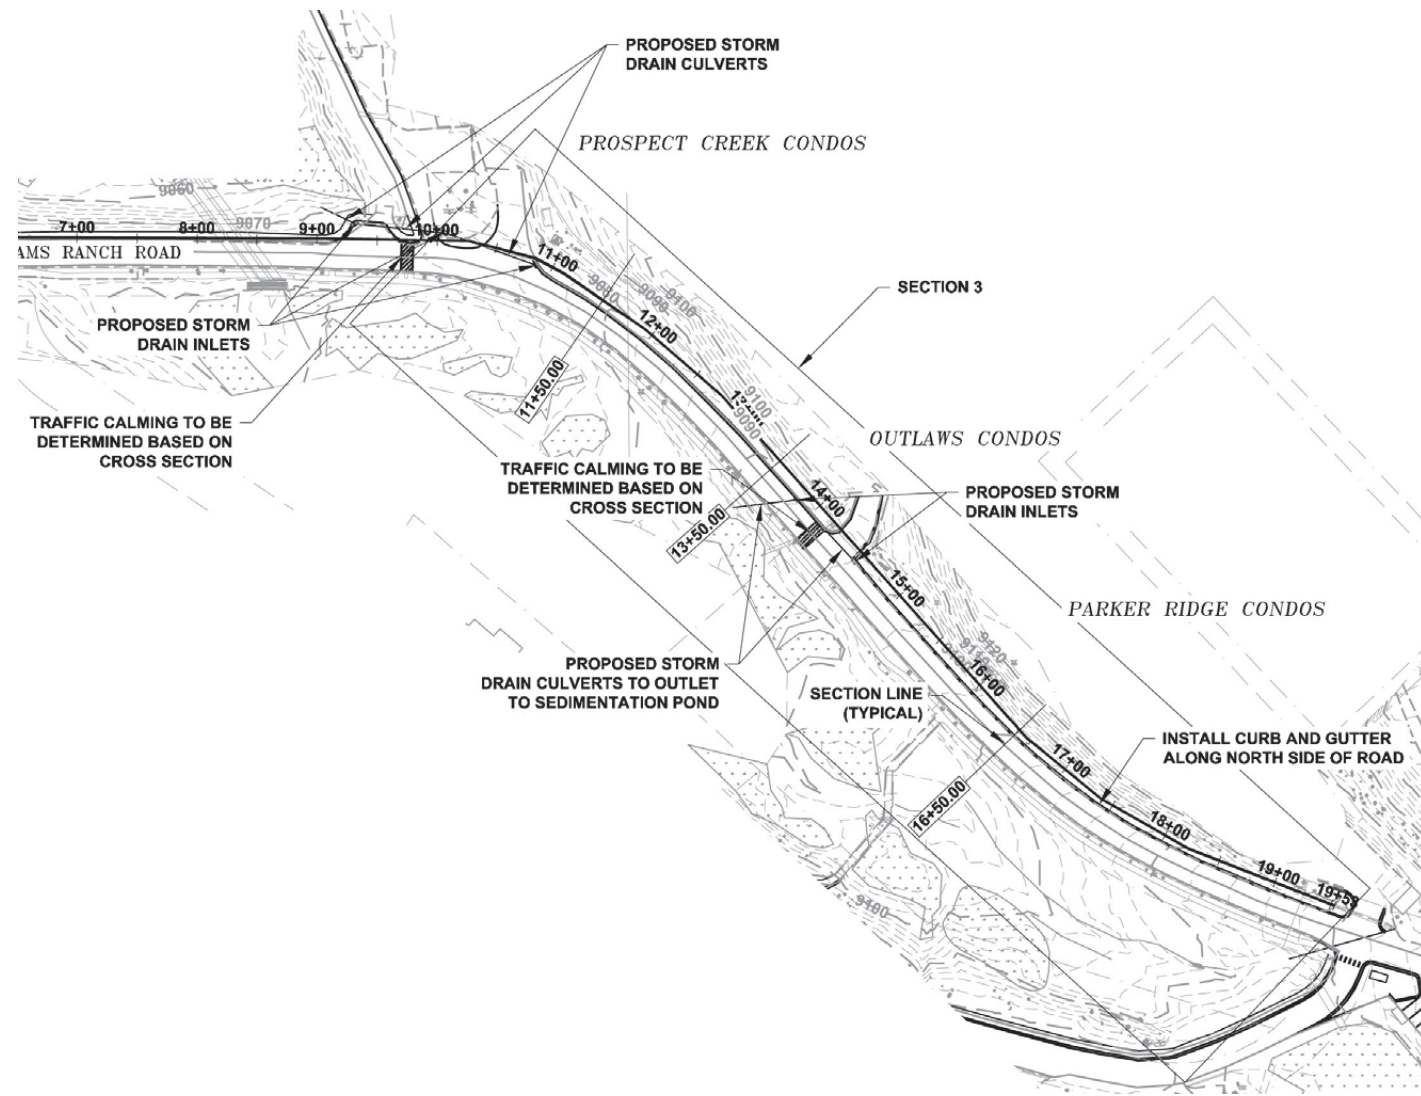 PROPOSED STORM
DRAIN CULVERTS
PROSPECT CREEK CONDOS
9060
9070
7+00
8+00
9+00
10+00
AMS RANCH ROAD
11+00
9080
9090
9100
SECTION 3
12+00
PROPOSED STORM
DRAIN INLETS
11+50.00
TRAFFIC CALMING TO BE
DETERMINED BASED ON
CROSS SECTION
9100
9090
OUTLAWS CONDOS
TRAFFIC CALMING TO BE
DETERMINED BASED ON
CROSS SECTION
14+00
PROPOSED STORM
DRAIN INLETS
13+50.00
15+00
PARKER RIDGE CONDOS
9120
16+00
PROPOSED STORM
DRAIN CULVERTS TO OUTLET
TO SEDIMENTATION POND
SECTION LINE
(TYPICAL)
INSTALL CURB AND GUTTER
ALONG NORTH SIDE OF ROAD
17+00
16+50.00
18+00
19+00
9100